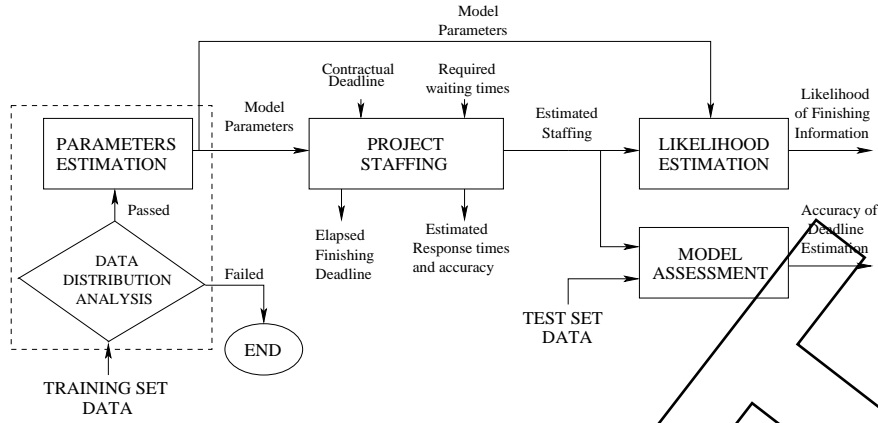 Model
Parameters
Contractual
Deadline
Required
waiting times
Model
Parameters
Estimated
Staffing
Likelihood
of Finishing
Information
PARAMETERS
ESTIMATION
PROJECT
STAFFING
LIKELIHOOD
ESTIMATION
Passed
Elapsed
Finishing
Deadline
Estimated
Response times
and accuracy
Accuracy of
Deadline
Estimation
DATA
DISTRIBUTION
ANALYSIS
Failed
MODEL
ASSESSMENT
END
TEST SET
DATA
TRAINING SET
DATA